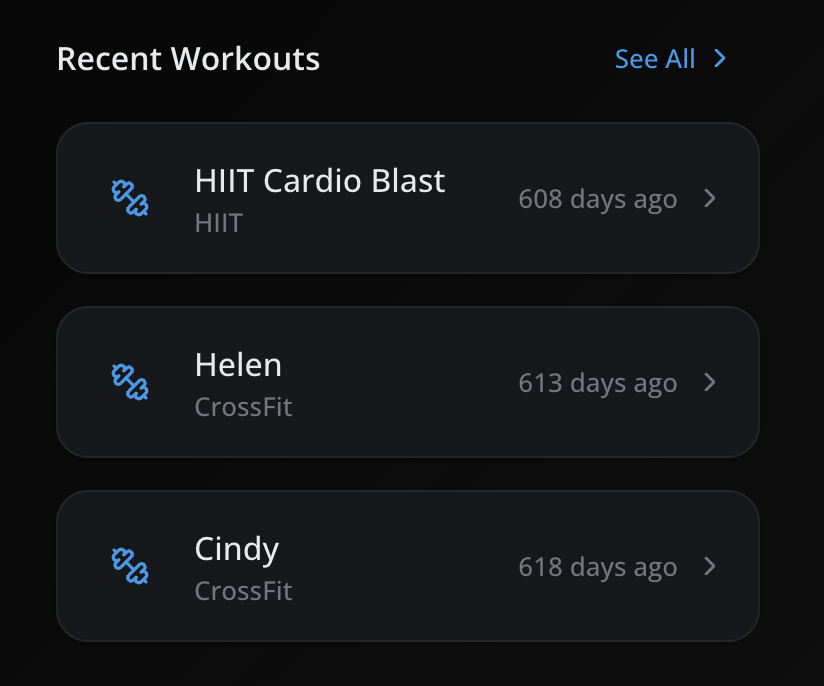 Recent Workouts
See All
HIIT Cardio Blast
HIIT
608 days ago
Helen
CrossFit
613 days ago
Cindy
CrossFit
618 days ago